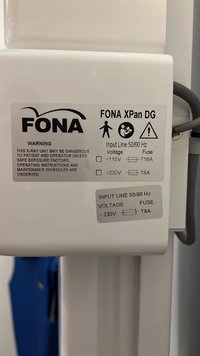 FONA
FONA XPan DG
WARNING
THIS X-RAY UNIT MAY BE DANGEROUS
TO PATIENT AND OPERATOR UNLESS
SAFE EXPOSURE FACTORS,
OPERATING INSTRUCTIONS AND
MAINTENANCE SCHEDULES ARE
OBSERVED
Input Line 50/60 Hz
Voltage Fuse
~115V T16A
~230V T8A
INPUT LINE 50/60 Hz
VOLTAGE FUSE
~ 230V T8A